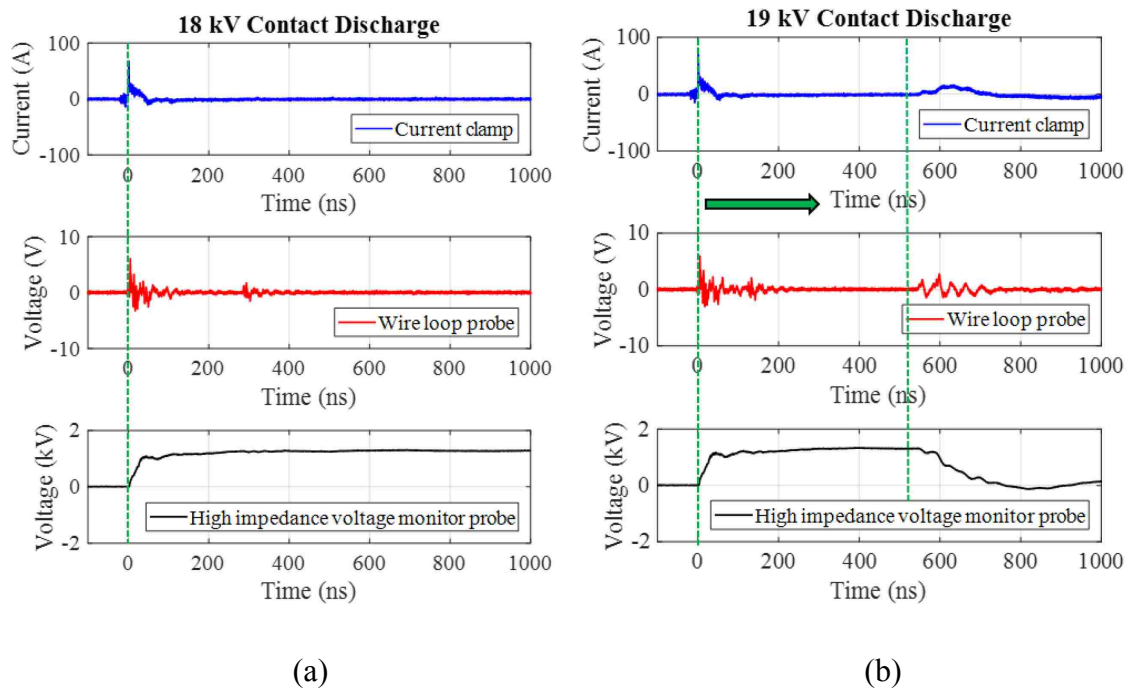 18 kV Contact Discharge
Current (A)
100
0
-100
Current clamp
0 200 400 600 800 1000
Time (ns)
Voltage (V)
10
0
-10
Wire loop probe
0 200 400 600 800 1000
Time (ns)
Voltage (kV)
2
0
-2
High impedance voltage monitor probe
0 200 400 600 800 1000
Time (ns)
(a)
19 kV Contact Discharge
Current (A)
100
0
-100
Current clamp
0 200 400 600 800 1000
Time (ns)
Voltage (V)
10
0
-10
Wire loop probe
0 200 400 600 800 1000
Time (ns)
Voltage (kV)
2
0
-2
High impedance voltage monitor probe
0 200 400 600 800 1000
Time (ns)
(b)